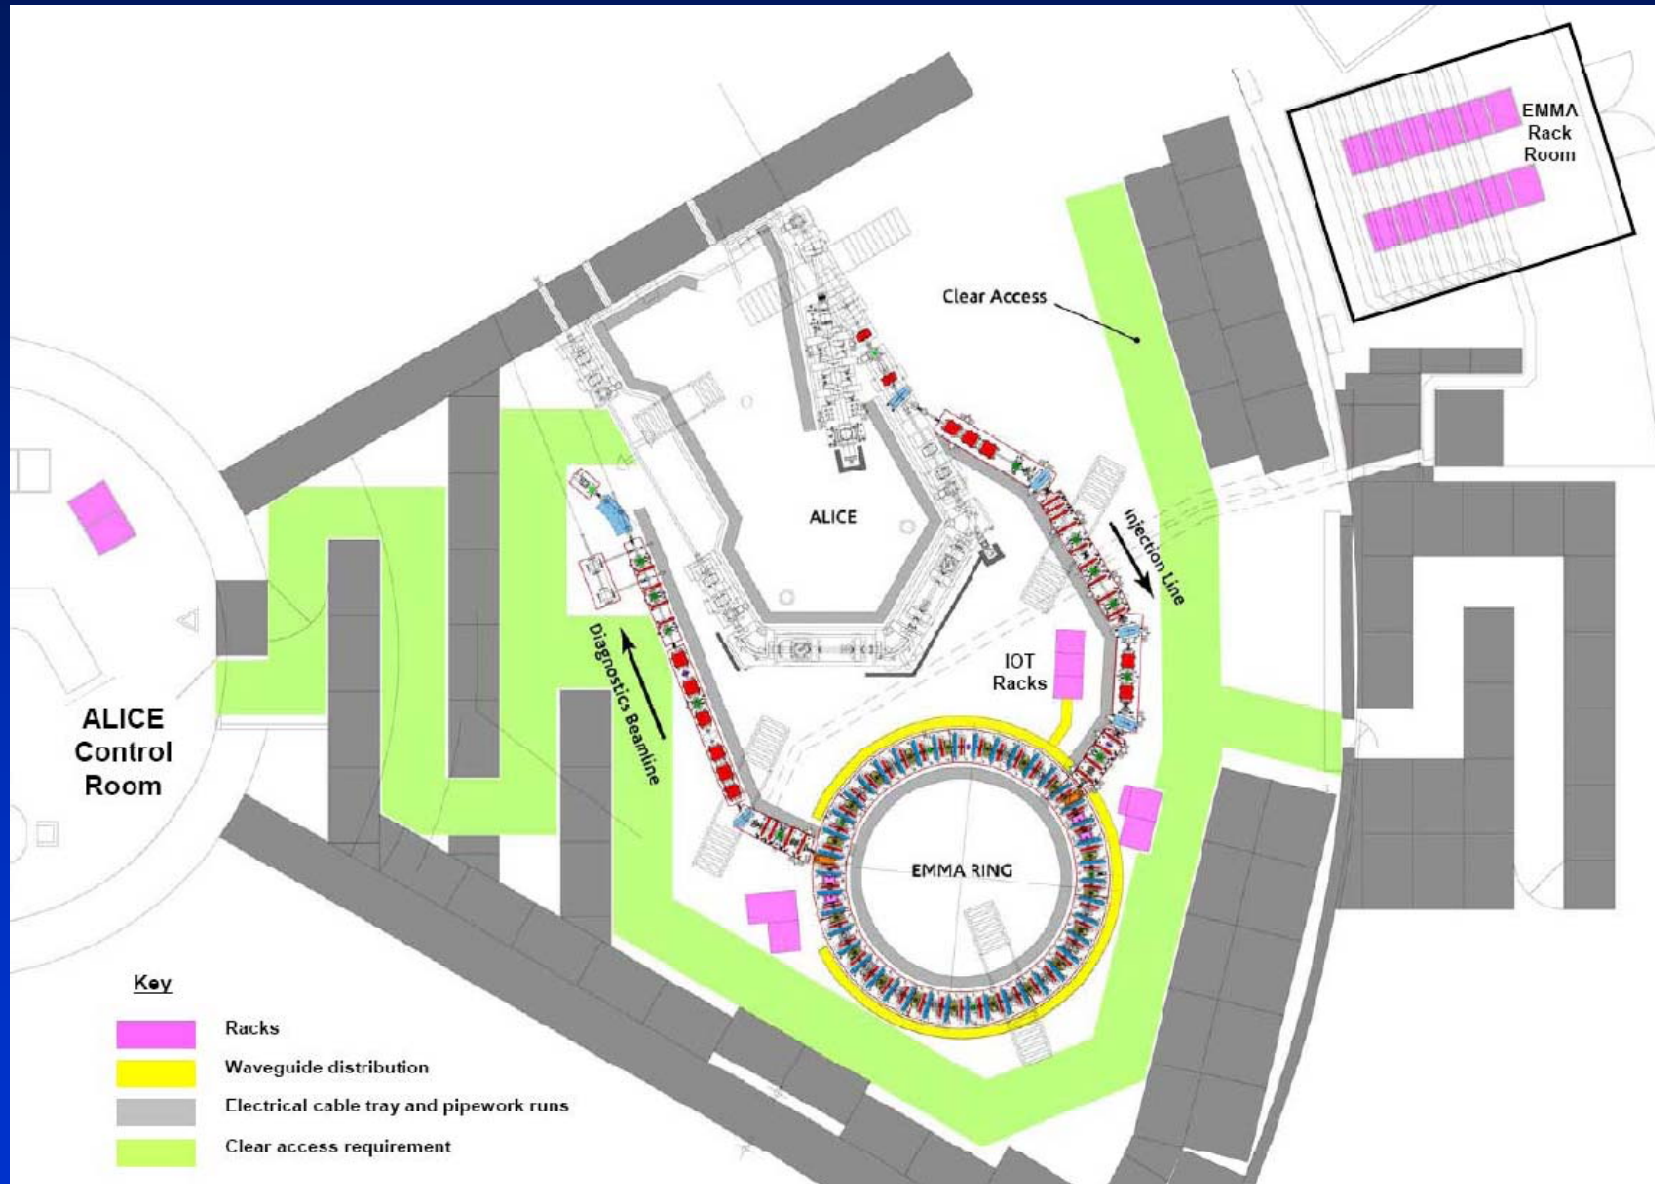 EMMA
Rack
Room
Clear Access
ALICE
Injection Line
IOT
Racks
Diagnostics Beamline
ALICE
Control
Room
EMMA RING
Key
Racks
Waveguide distribution
Electrical cable tray and pipework runs
Clear access requirement